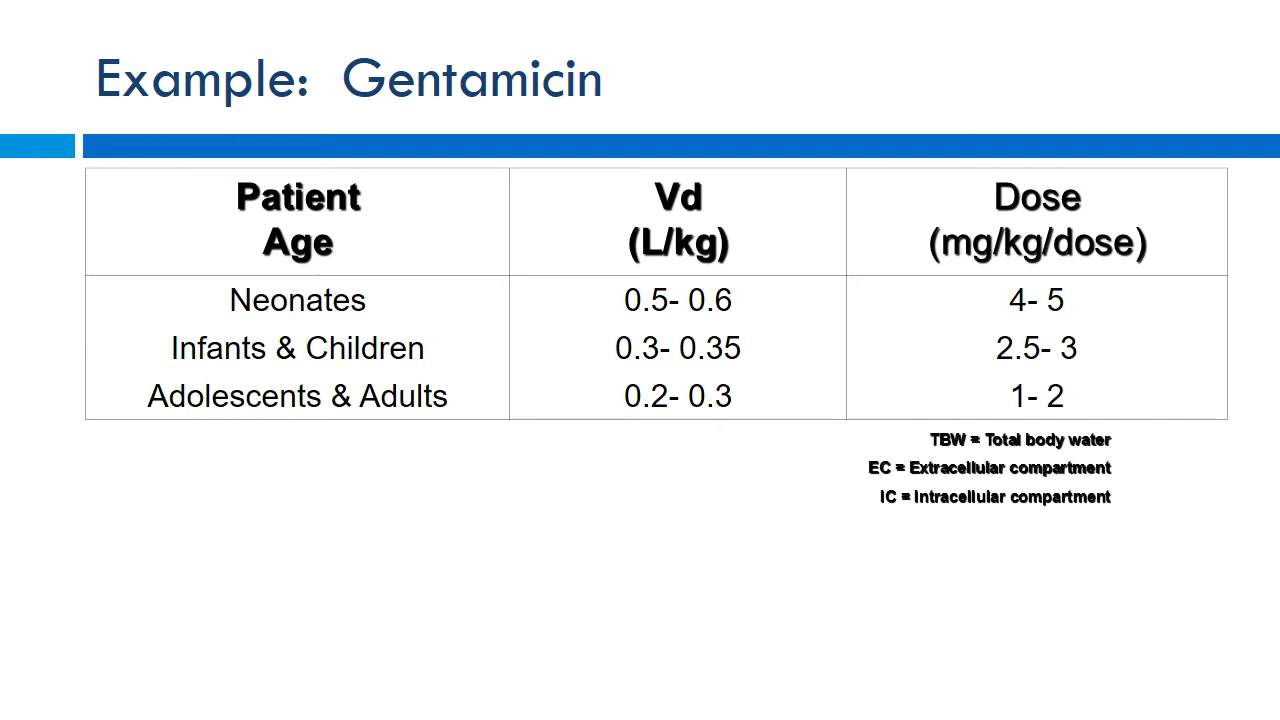 Example:  Gentamicin
Patient Age Vd (L/kg) Dose (mg/kg/dose)
Neonates 0.5- 0.6 4- 5
Infants & Children 0.3- 0.35 2.5- 3
Adolescents & Adults 0.2- 0.3 1- 2
TBW = Total body water
EC = Extracellular compartment
IC = Intracellular compartment